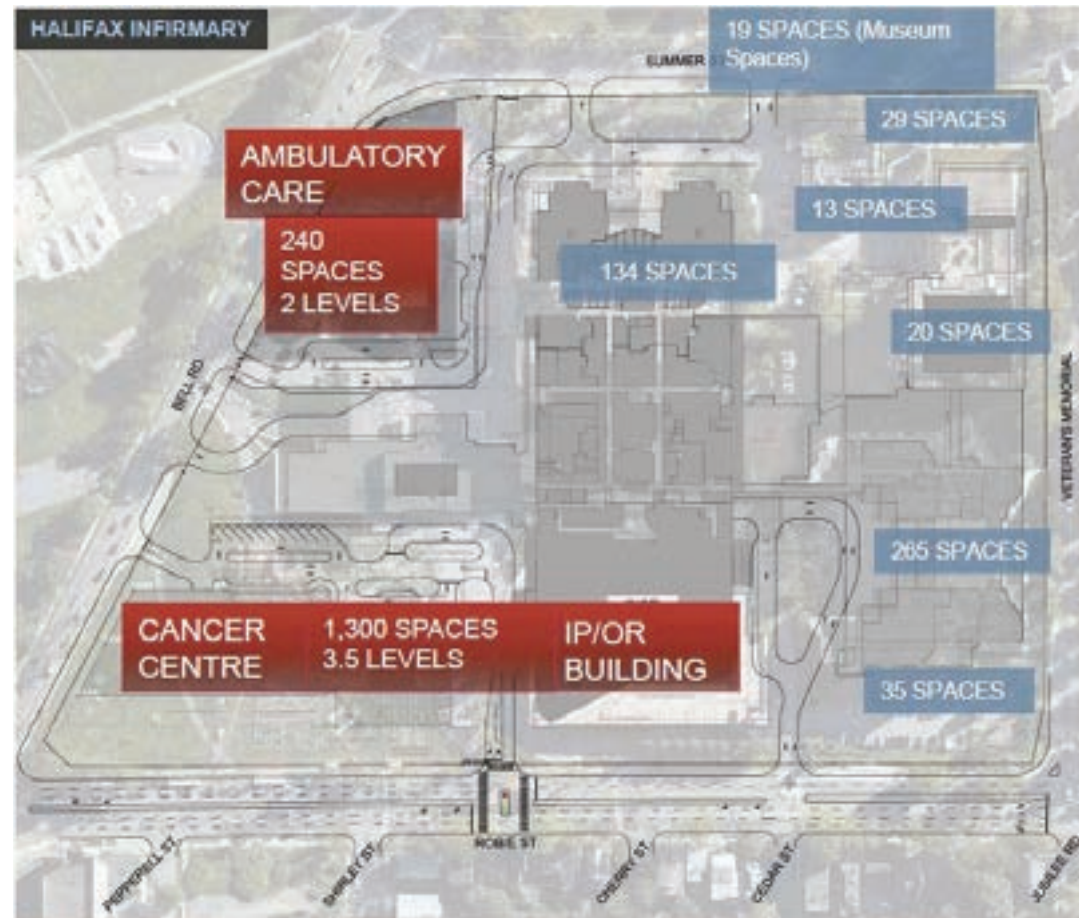 HALIFAX INFIRMARY
19 SPACES (Museum
Spaces)
SUMMER
29 SPACES
AMBULATORY
CARE
13 SPACES
240
SPACES
2 LEVELS
134 SPACES
20 SPACES
BELL RD
VETERAN'S MEMORIAL
265 SPACES
CANCER
CENTRE
1,300 SPACES
3.5 LEVELS
IP/OR
BUILDING
35 SPACES
ROBIE ST
PEPPERELL ST
SHIRLEY ST
CHERRY ST
CEDAR ST
JUBILEE RD